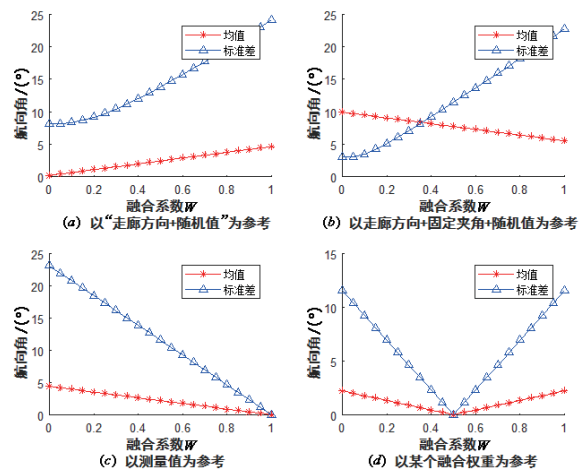 25
20
15
10
5
0
航向角/(°)
均值
标准差
0 0.2 0.4 0.6 0.8 1
融合系数W
(a) 以“走廊方向+随机值”为参考
25
20
15
10
5
0
航向角/(°)
均值
标准差
0 0.2 0.4 0.6 0.8 1
融合系数W
(b) 以走廊方向+固定夹角+随机值为参考
25
20
15
10
5
0
航向角/(°)
均值
标准差
0 0.2 0.4 0.6 0.8 1
融合系数W
(c) 以测量值为参考
15
10
5
0
航向角/(°)
均值
标准差
0 0.2 0.4 0.6 0.8 1
融合系数W
(d) 以某个融合权重为参考